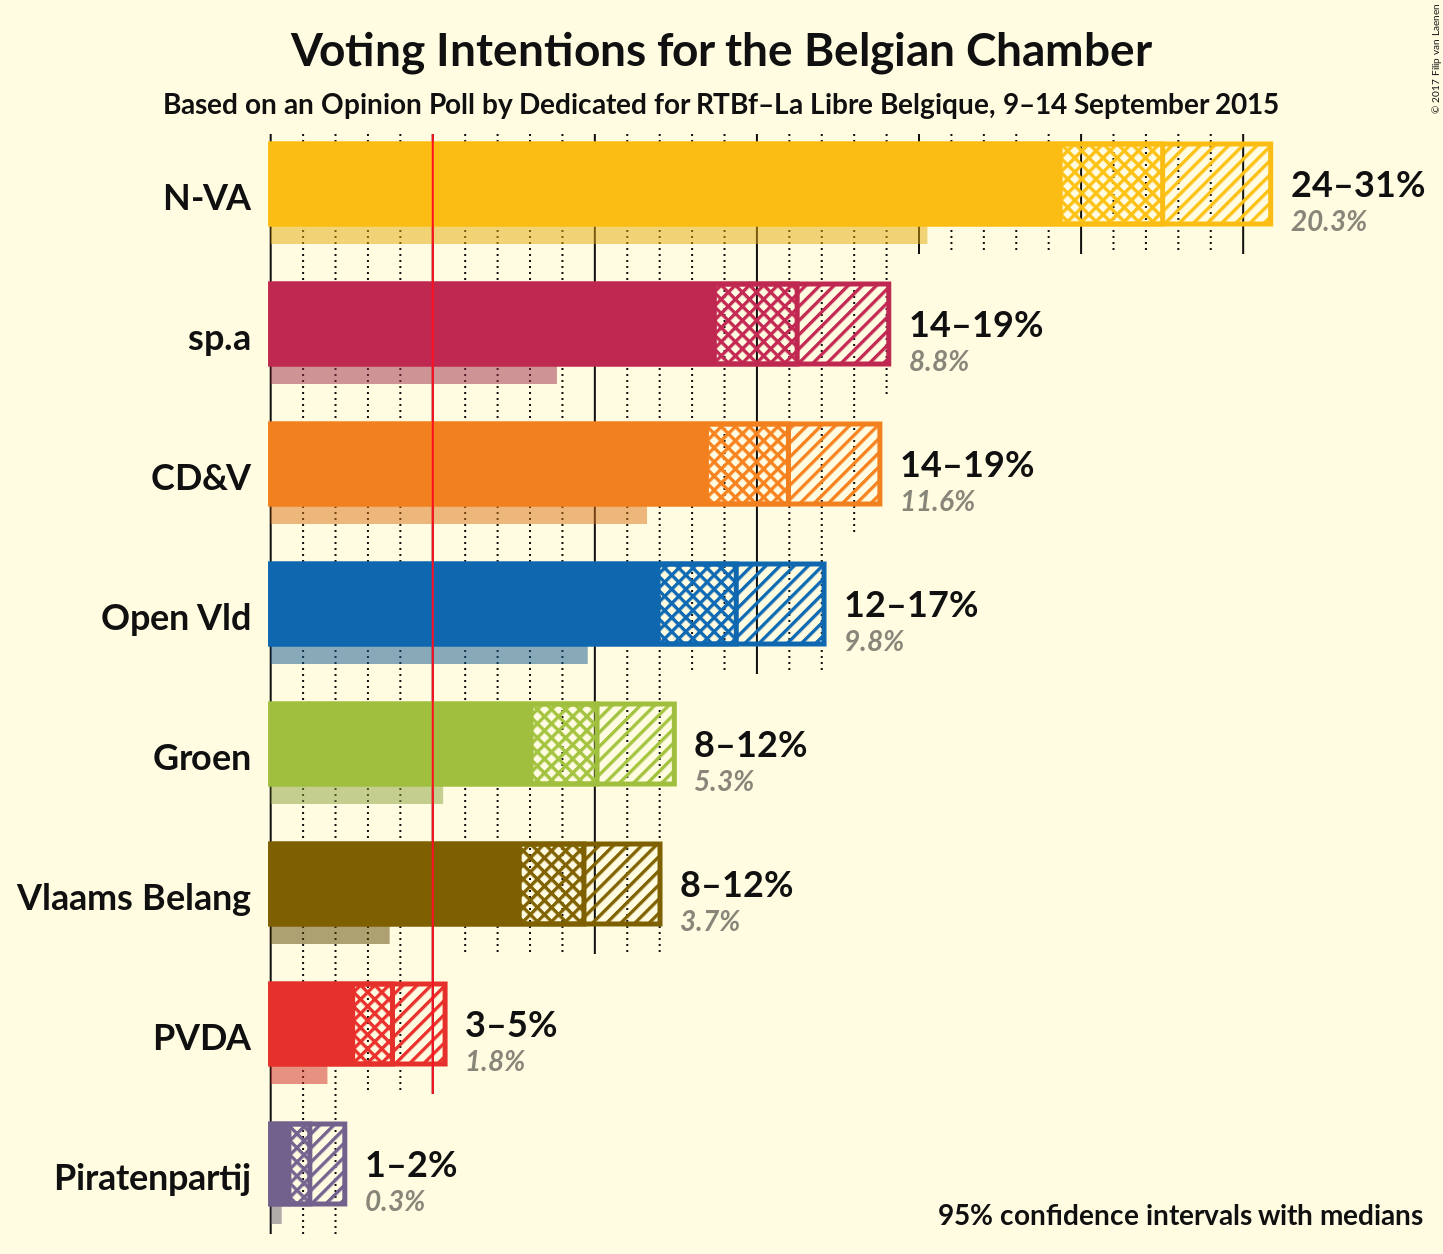 Voting Intentions for the Belgian Chamber
Based on an Opinion Poll by Dedicated for RTBf–La Libre Belgique, 9–14 September 2015
© 2017 Filip van Laenen
N-VA
24–31%
20.3%
sp.a
14–19%
8.8%
CD&V
14–19%
11.6%
Open Vld
12–17%
9.8%
Groen
8–12%
5.3%
Vlaams Belang
8–12%
3.7%
PVDA
3–5%
1.8%
Piratenpartij
1–2%
0.3%
95% confidence intervals with medians